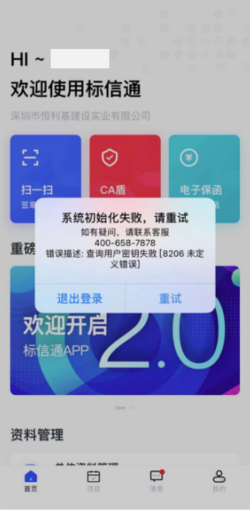 HI ~
欢迎使用标信通
深圳市恒利基建设实业有限公司
扫一扫
CA盾
电子保函
系统初始化失败，请重试
如有疑问，请联系客服
400-658-7878
错误描述: 查询用户密钥失败 [8206 未定
义错误]
退出登录
重试
重磅
欢迎开启
标信通APP
2.0
资料管理
首页
项目
消息
我的